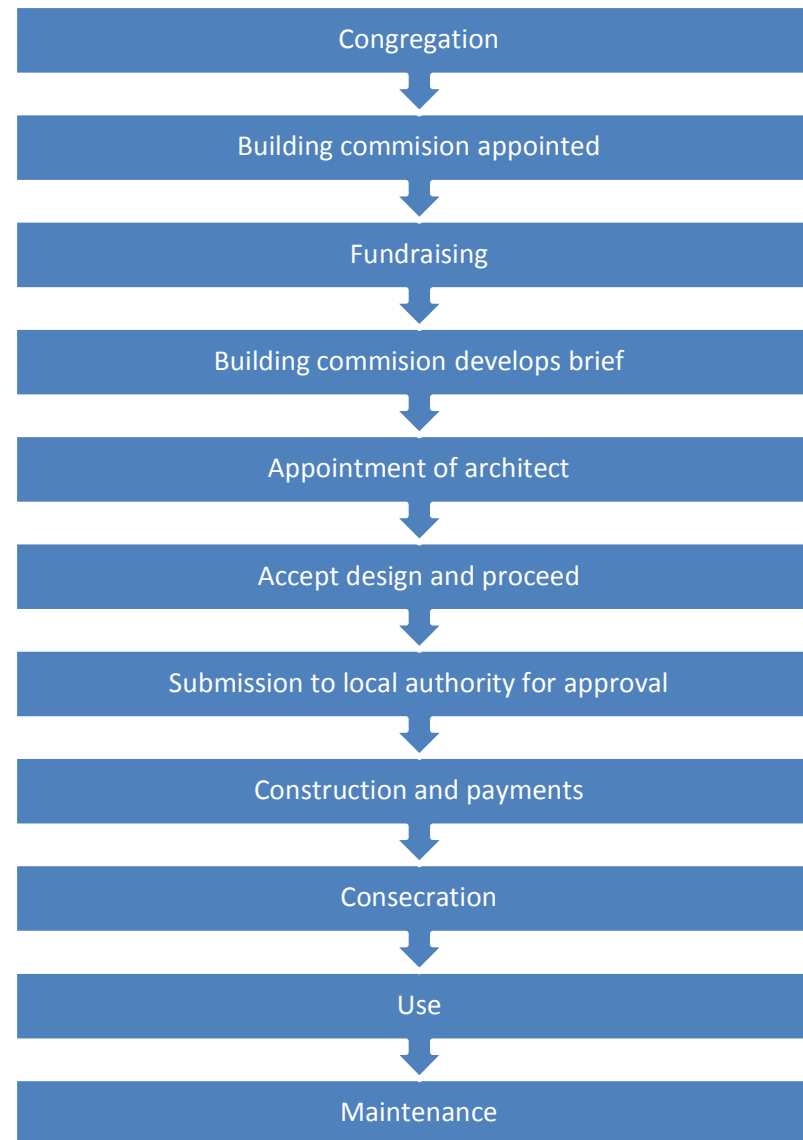 Congregation
Building commision appointed
Fundraising
Building commision develops brief
Appointment of architect
Accept design and proceed
Submission to local authority for approval
Construction and payments
Consecration
Use
Maintenance